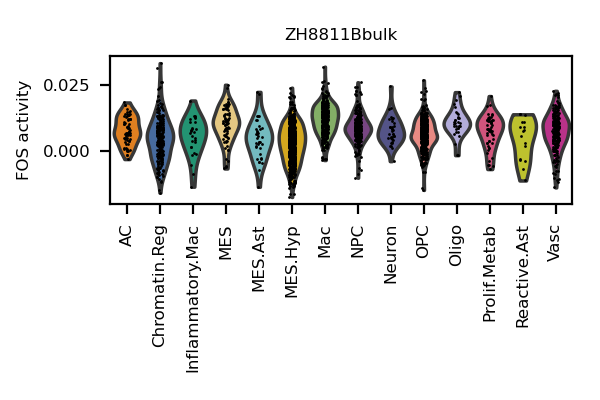 ZH8811Bbulk
FOS activity
0.025
0.000
AC
Chromatin.Reg
Inflammatory.Mac
MES
MES.Ast
MES.Hyp
Mac
NPC
Neuron
OPC
Oligo
Prolif.Metab
Reactive.Ast
Vasc